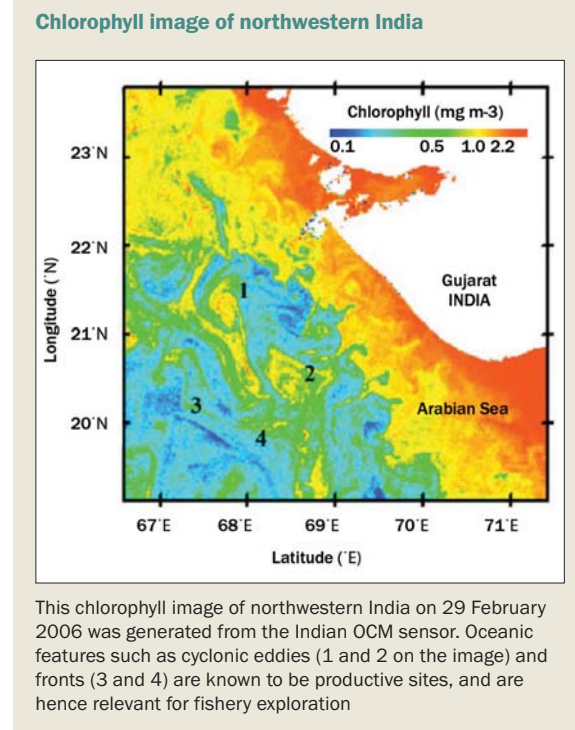 Chlorophyll image of northwestern India
Chlorophyll (mg m-3)
0.1 0.5 1.0 2.2
23˚N
22˚N
21˚N
20˚N
Longitude (˚N)
1
2
3
4
Gujarat
INDIA
Arabian Sea
67˚E 68˚E 69˚E 70˚E 71˚E
Latitude (˚E)
This chlorophyll image of northwestern India on 29 February
2006 was generated from the Indian OCM sensor. Oceanic
features such as cyclonic eddies (1 and 2 on the image) and
fronts (3 and 4) are known to be productive sites, and are
hence relevant for fishery exploration